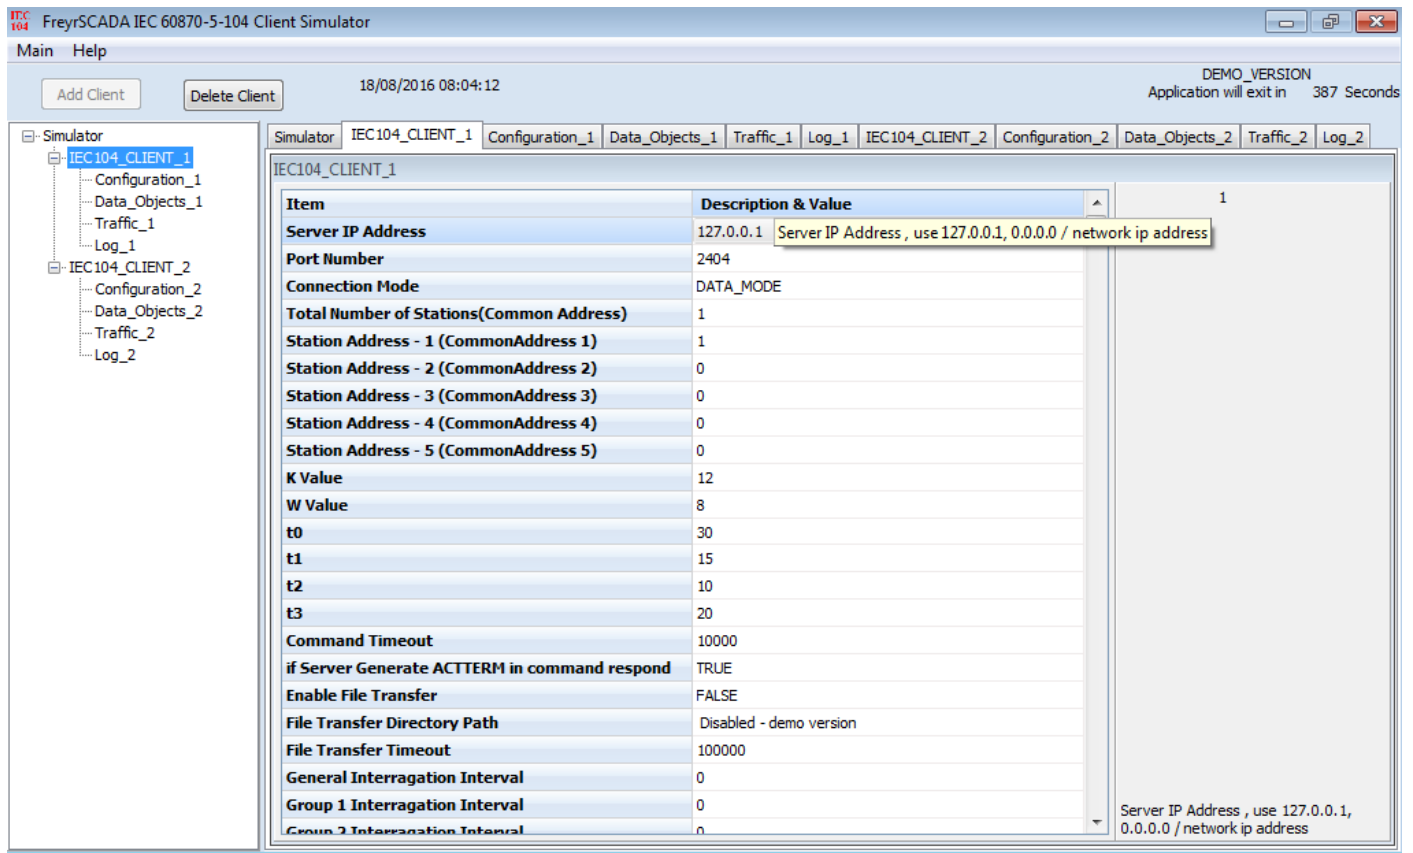 IEC 104 FreyrSCADA IEC 60870-5-104 Client Simulator
Main Help
Add Client Delete Client 18/08/2016 08:04:12 DEMO_VERSION
Application will exit in 387 Seconds
Simulator
IEC104_CLIENT_1
Configuration_1
Data_Objects_1
Traffic_1
Log_1
IEC104_CLIENT_2
Configuration_2
Data_Objects_2
Traffic_2
Log_2
Simulator IEC104_CLIENT_1 Configuration_1 Data_Objects_1 Traffic_1 Log_1 IEC104_CLIENT_2 Configuration_2 Data_Objects_2 Traffic_2 Log_2
IEC104_CLIENT_1
Item Description & Value
Server IP Address 127.0.0.1
Server IP Address , use 127.0.0.1, 0.0.0.0 / network ip address
Port Number 2404
Connection Mode DATA_MODE
Total Number of Stations(Common Address) 1
Station Address - 1 (CommonAddress 1) 1
Station Address - 2 (CommonAddress 2) 0
Station Address - 3 (CommonAddress 3) 0
Station Address - 4 (CommonAddress 4) 0
Station Address - 5 (CommonAddress 5) 0
K Value 12
W Value 8
t0 30
t1 15
t2 10
t3 20
Command Timeout 10000
if Server Generate ACTTERM in command respond TRUE
Enable File Transfer FALSE
File Transfer Directory Path Disabled - demo version
File Transfer Timeout 100000
General Interragation Interval 0
Group 1 Interragation Interval 0
Group 2 Interragation Interval 0
1
Server IP Address , use 127.0.0.1,
0.0.0.0 / network ip address